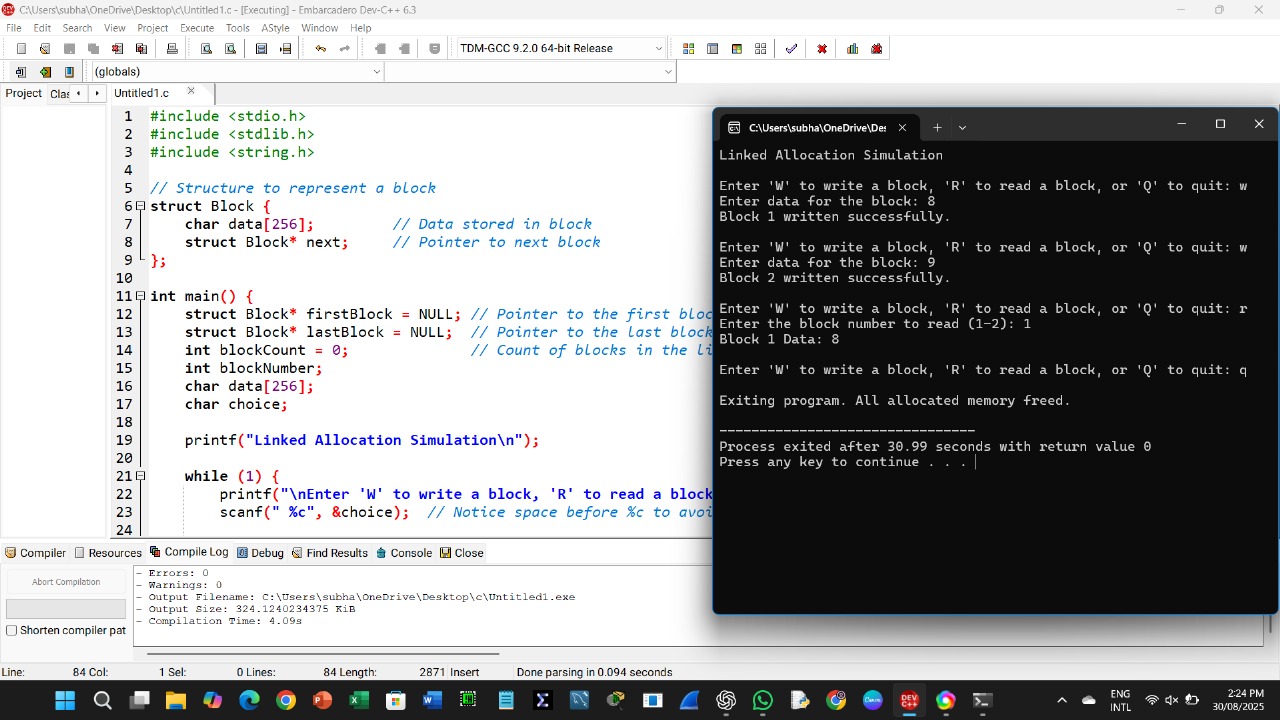 C:\Users\subha\OneDrive\Desktop\c\Untitled1.c - [Executing] - Embarcadero Dev-C++ 6.3
File Edit Search View Project Execute Tools AStyle Window Help
TDM-GCC 9.2.0 64-bit Release
(globals)
Project Clas Untitled1.c
1 #include <stdio.h>
2 #include <stdlib.h>
3 #include <string.h>
4
5 // Structure to represent a block
6 struct Block {
7 char data[256]; // Data stored in block
8 struct Block* next; // Pointer to next block
9 };
10
11 int main() {
12 struct Block* firstBlock = NULL; // Pointer to the first bloc
13 struct Block* lastBlock = NULL; // Pointer to the last block
14 int blockCount = 0; // Count of blocks in the li
15 int blockNumber;
16 char data[256];
17 char choice;
18
19 printf("Linked Allocation Simulation\n");
20
21 while (1) {
22 printf("\nEnter 'W' to write a block, 'R' to read a block
23 scanf(" %c", &choice); // Notice space before %c to avoi
24
C:\Users\subha\OneDrive\Des
Linked Allocation Simulation
Enter 'W' to write a block, 'R' to read a block, or 'Q' to quit: w
Enter data for the block: 8
Block 1 written successfully.
Enter 'W' to write a block, 'R' to read a block, or 'Q' to quit: w
Enter data for the block: 9
Block 2 written successfully.
Enter 'W' to write a block, 'R' to read a block, or 'Q' to quit: r
Enter the block number to read (1-2): 1
Block 1 Data: 8
Enter 'W' to write a block, 'R' to read a block, or 'Q' to quit: q
Exiting program. All allocated memory freed.
--------------------------------
Process exited after 30.99 seconds with return value 0
Press any key to continue . . .
Compiler Resources Compile Log Debug Find Results Console Close
Abort Compilation
Shorten compiler pat
- Errors: 0
- Warnings: 0
- Output Filename: C:\Users\subha\OneDrive\Desktop\c\Untitled1.exe
- Output Size: 324.1240234375 KiB
- Compilation Time: 4.09s
Line: 84 Col: 1 Sel: 0 Lines: 84 Length: 2871 Insert Done parsing in 0.094 seconds
ENG
INTL
2:24 PM
30/08/2025